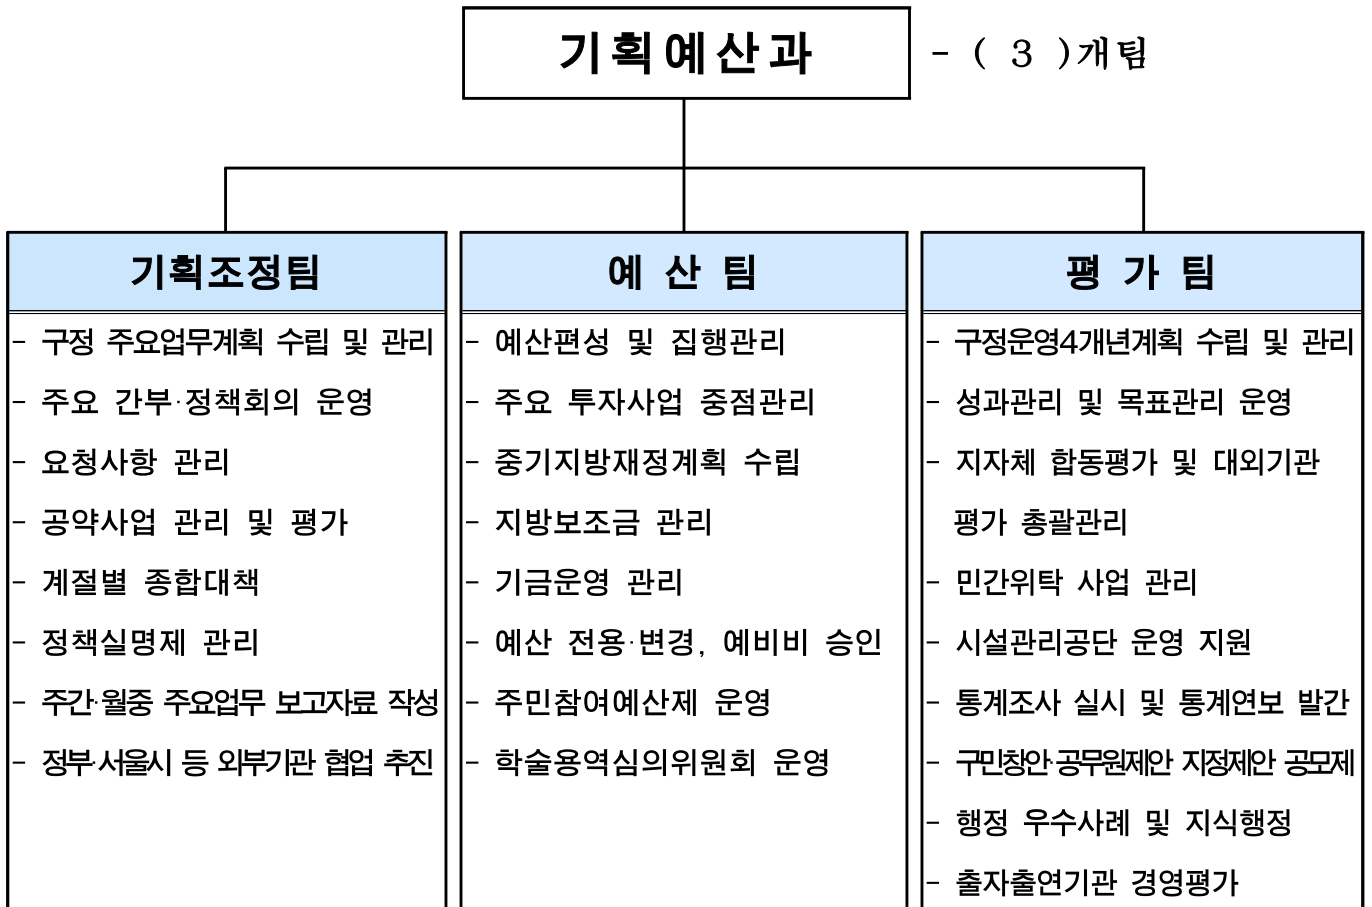 기획예산과
- ( 3 )개팀
기획조정팀
- 구정 주요업무계획 수립 및 관리
- 주요 간부·정책회의 운영
- 요청사항 관리
- 공약사업 관리 및 평가
- 계절별 종합대책
- 정책실명제 관리
- 주간·월중 주요업무 보고자료 작성
- 정부·서울시 등 외부기관 협업 추진
예 산 팀
- 예산편성 및 집행관리
- 주요 투자사업 중점관리
- 중기지방재정계획 수립
- 지방보조금 관리
- 기금운영 관리
- 예산 전용·변경, 예비비 승인
- 주민참여예산제 운영
- 학술용역심의위원회 운영
평 가 팀
- 구정운영4개년계획 수립 및 관리
- 성과관리 및 목표관리 운영
- 지자체 합동평가 및 대외기관
평가 총괄관리
- 민간위탁 사업 관리
- 시설관리공단 운영 지원
- 통계조사 실시 및 통계연보 발간
- 구민창안·공무원제안 지정제안 공모제
- 행정 우수사례 및 지식행정
- 출자출연기관 경영평가